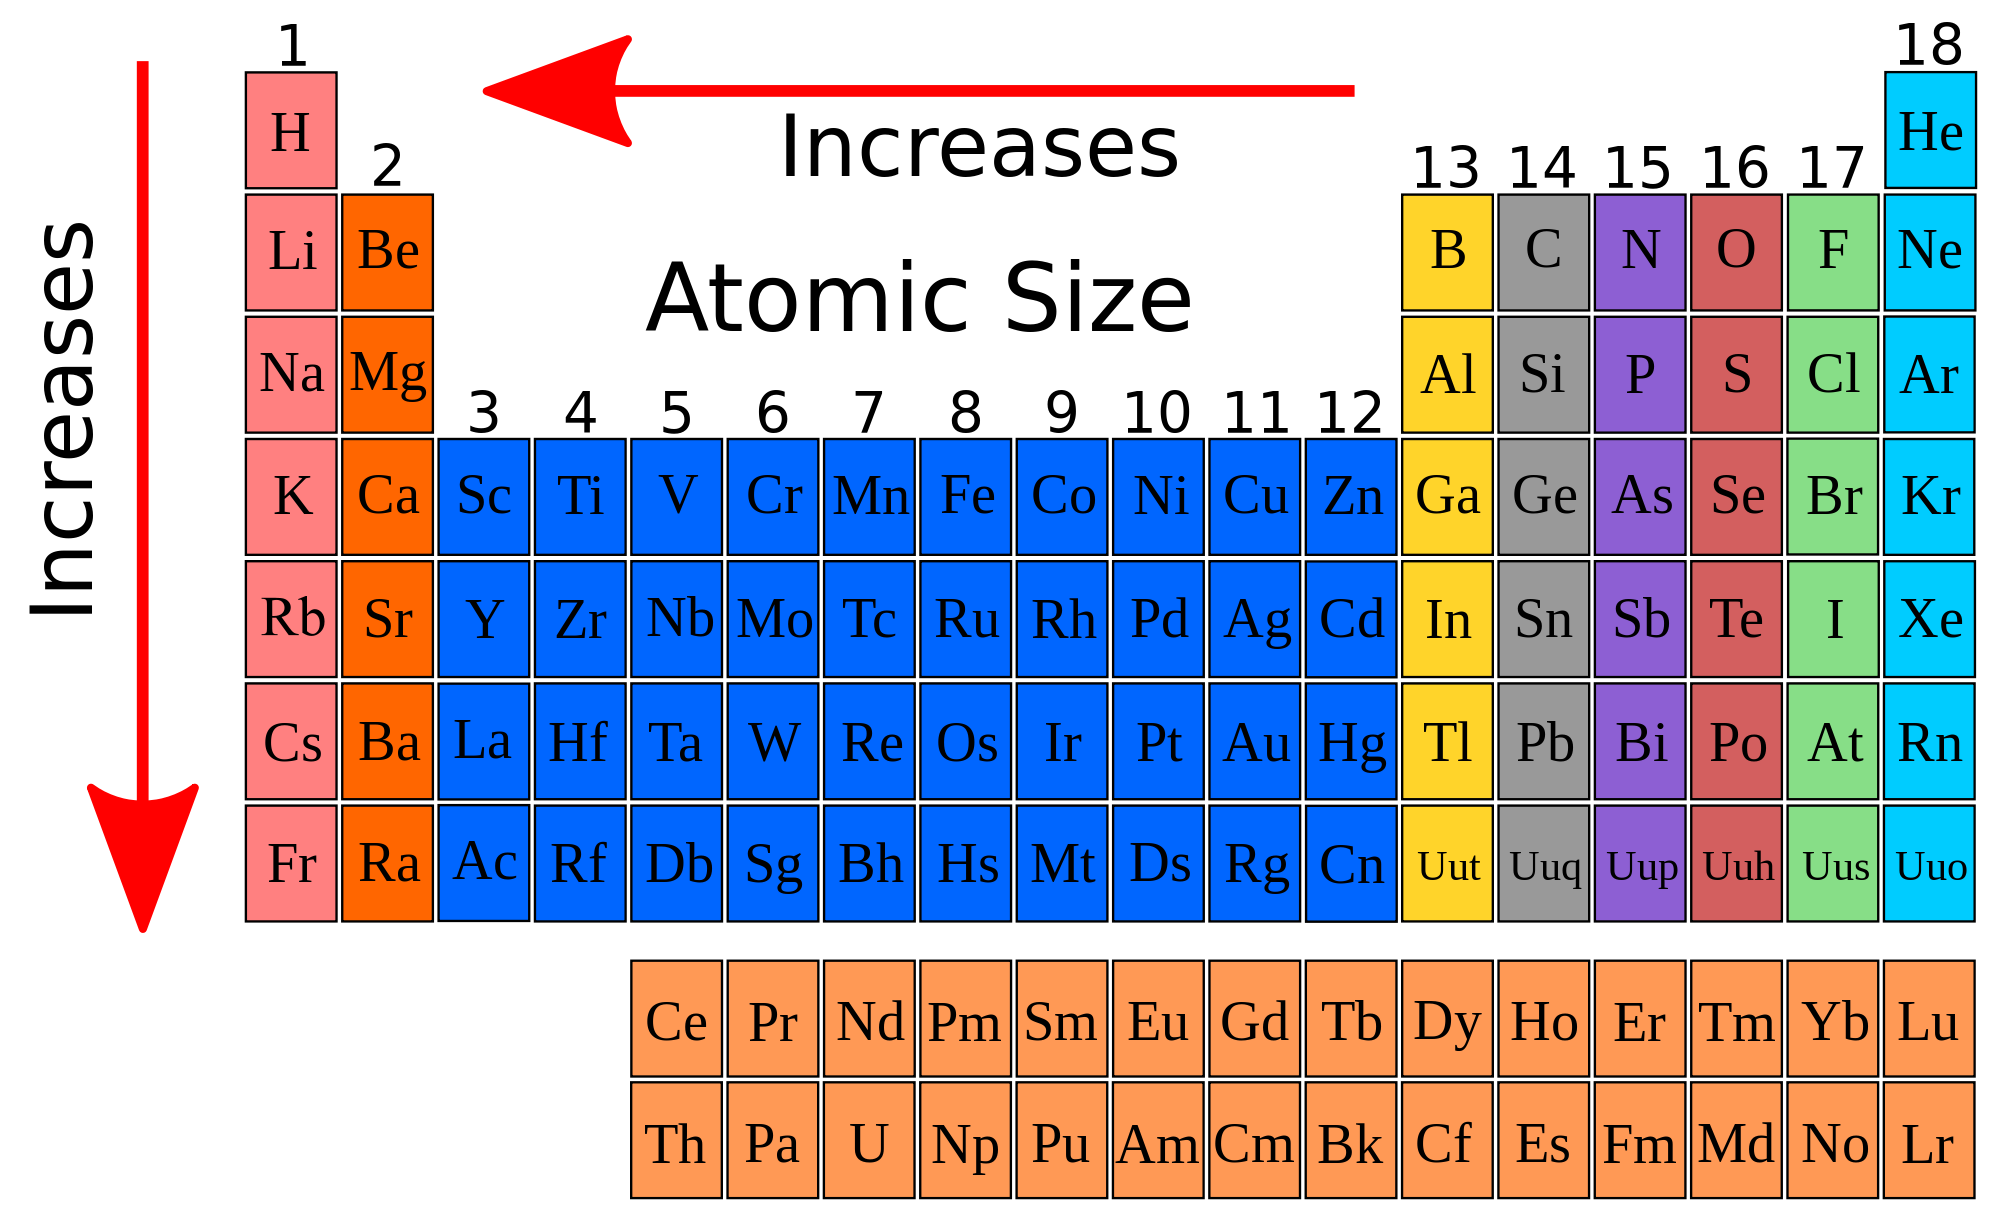 1 18
H He
2 13 14 15 16 17
Increases
Increases
Li Be B C N O F Ne
Atomic Size
Na Mg Al Si P S Cl Ar
3 4 5 6 7 8 9 10 11 12
K Ca Sc Ti V Cr Mn Fe Co Ni Cu Zn Ga Ge As Se Br Kr
Rb Sr Y Zr Nb Mo Tc Ru Rh Pd Ag Cd In Sn Sb Te I Xe
Cs Ba La Hf Ta W Re Os Ir Pt Au Hg Tl Pb Bi Po At Rn
Fr Ra Ac Rf Db Sg Bh Hs Mt Ds Rg Cn Uut Uuq Uup Uuh Uus Uuo
Ce Pr Nd Pm Sm Eu Gd Tb Dy Ho Er Tm Yb Lu
Th Pa U Np Pu Am Cm Bk Cf Es Fm Md No Lr